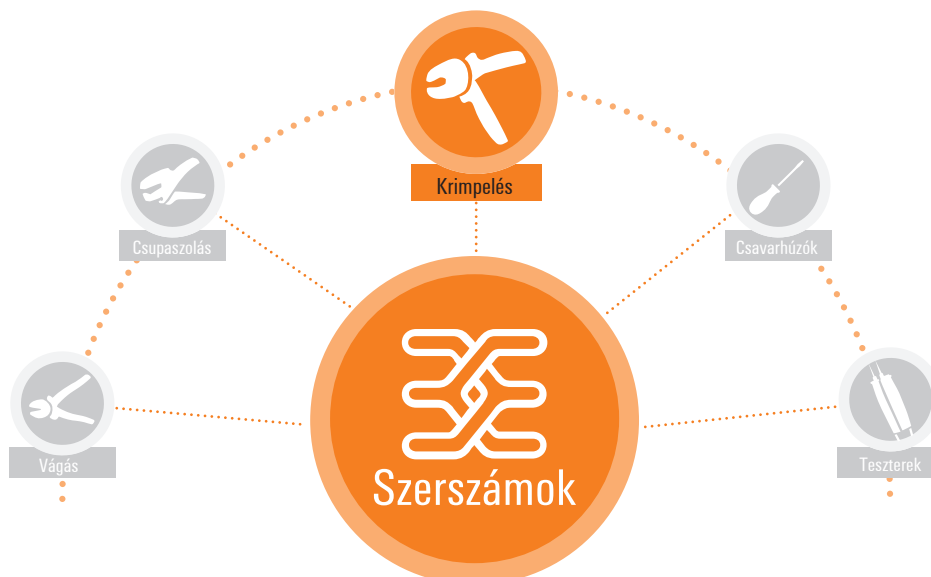 Krimpelés
Csupaszolás
Csavarhúzók
Vágás
Teszterek
Szerszámok